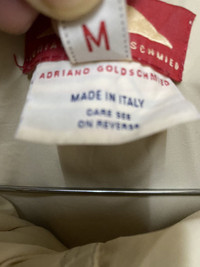 M
ADRIANO GOLDSCHMIED
MADE IN ITALY
CARE SEE
ON REVERSE